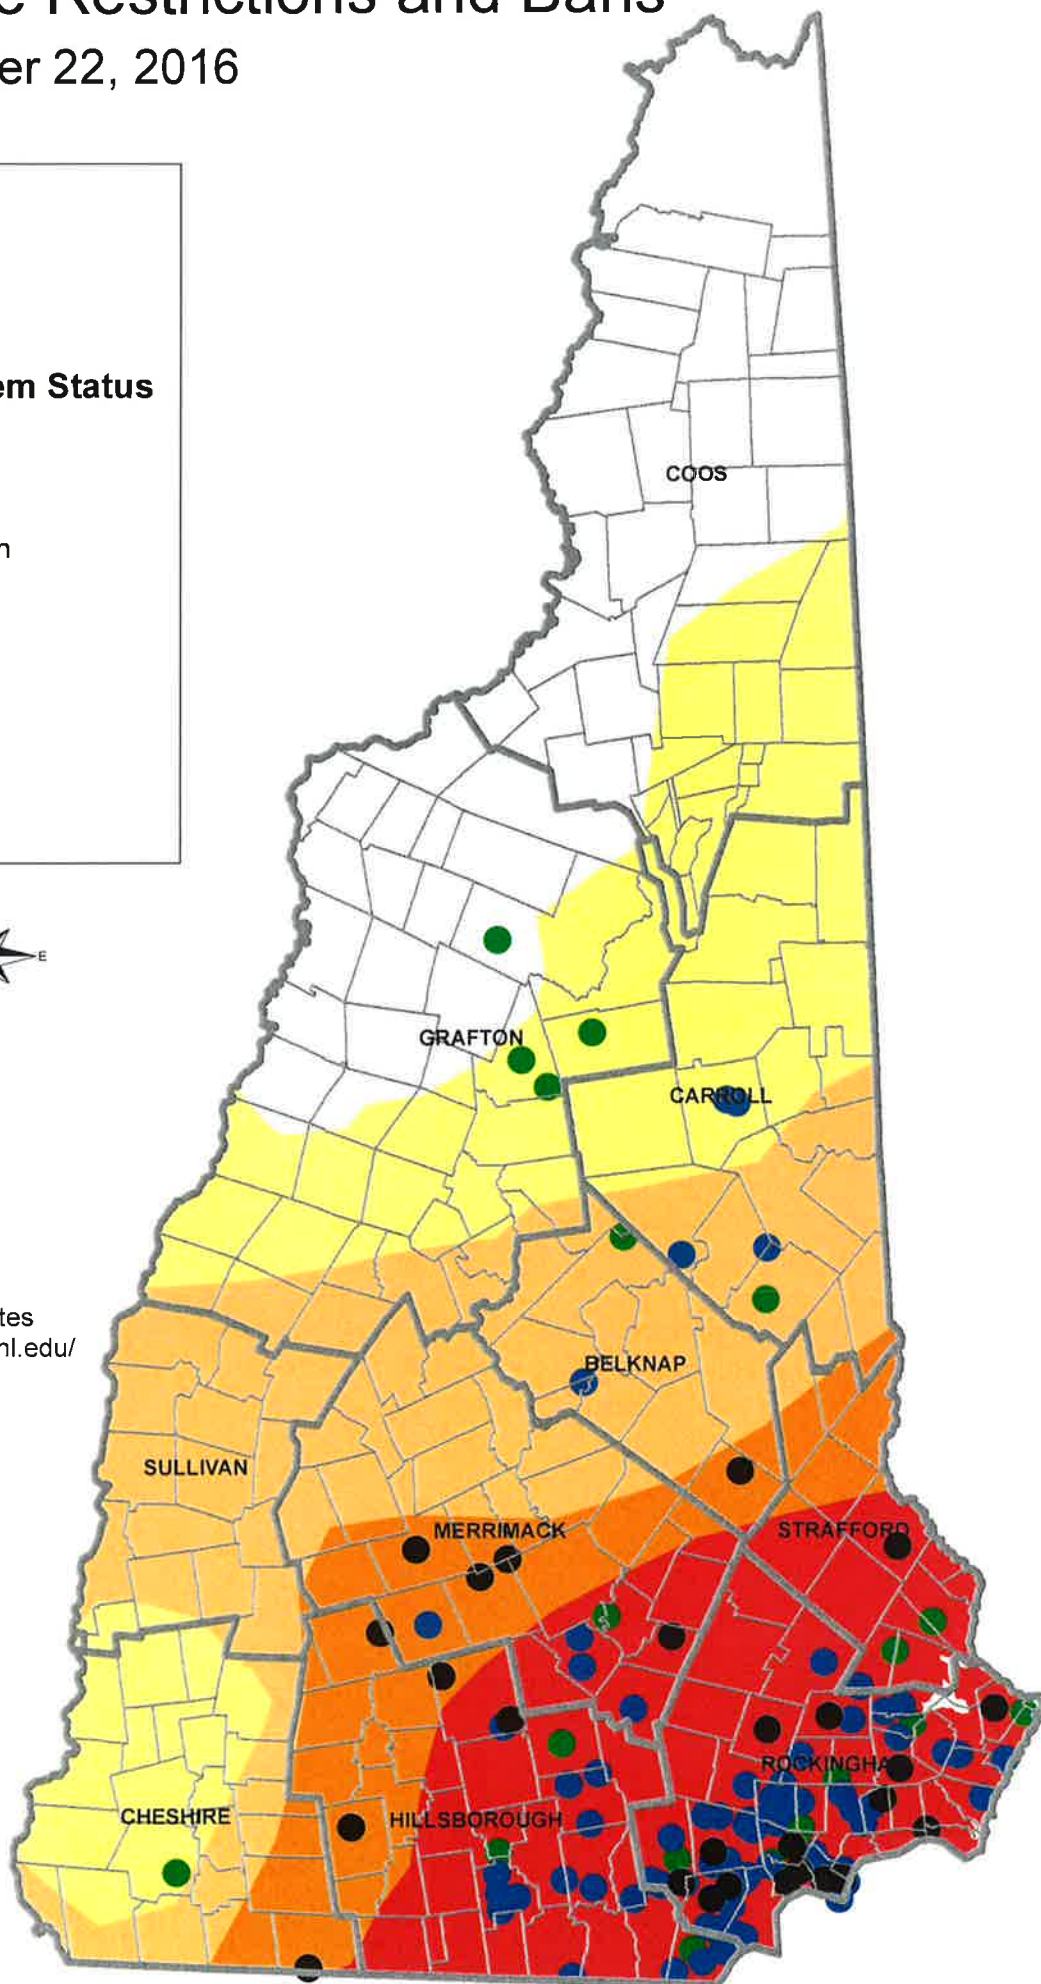 e Restrictions and Bans
er 22, 2016
em Status
n
E
tes
nl.edu/
COOS
GRAFTON
CARROLL
BELKNAP
SULLIVAN
MERRIMACK
STRAFFORD
ROCKINGHA
CHESHIRE
HILLSBOROUGH